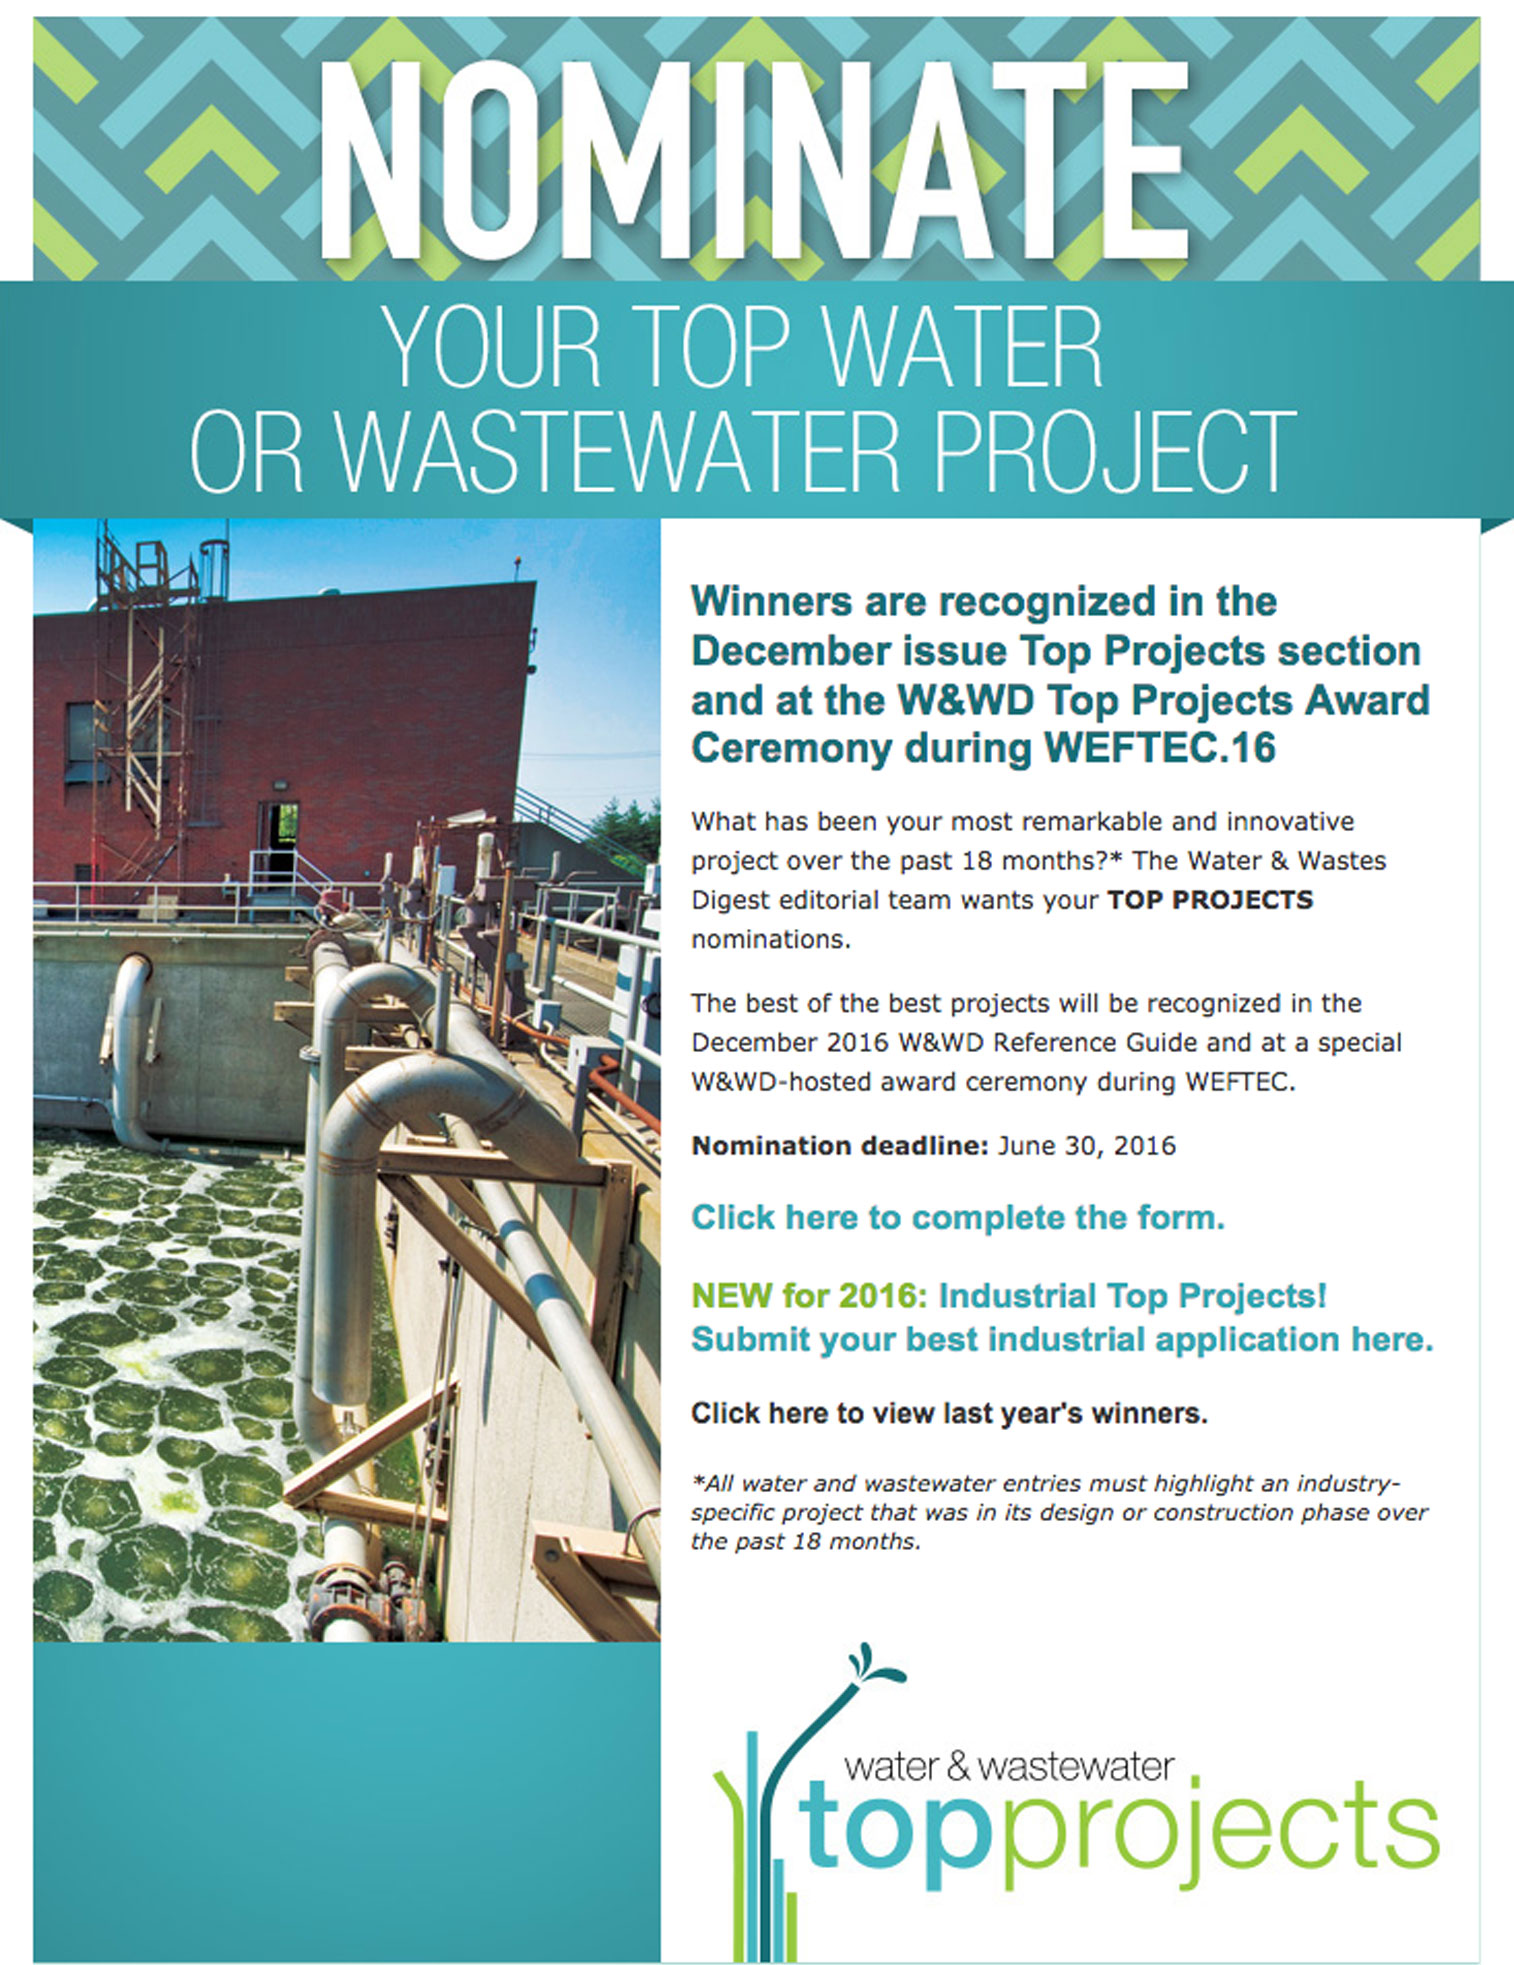 NOMINATE
YOUR TOP WATER
OR WASTEWATER PROJECT
Winners are recognized in the
December issue Top Projects section
and at the W&WD Top Projects Award
Ceremony during WEFTEC.16
What has been your most remarkable and innovative
project over the past 18 months?* The Water & Wastes
Digest editorial team wants your TOP PROJECTS
nominations.
The best of the best projects will be recognized in the
December 2016 W&WD Reference Guide and at a special
W&WD-hosted award ceremony during WEFTEC.
Nomination deadline: June 30, 2016
Click here to complete the form.
NEW for 2016: Industrial Top Projects!
Submit your best industrial application here.
Click here to view last year's winners.
*All water and wastewater entries must highlight an industry-
specific project that was in its design or construction phase over
the past 18 months.
water & wastewater
topprojects